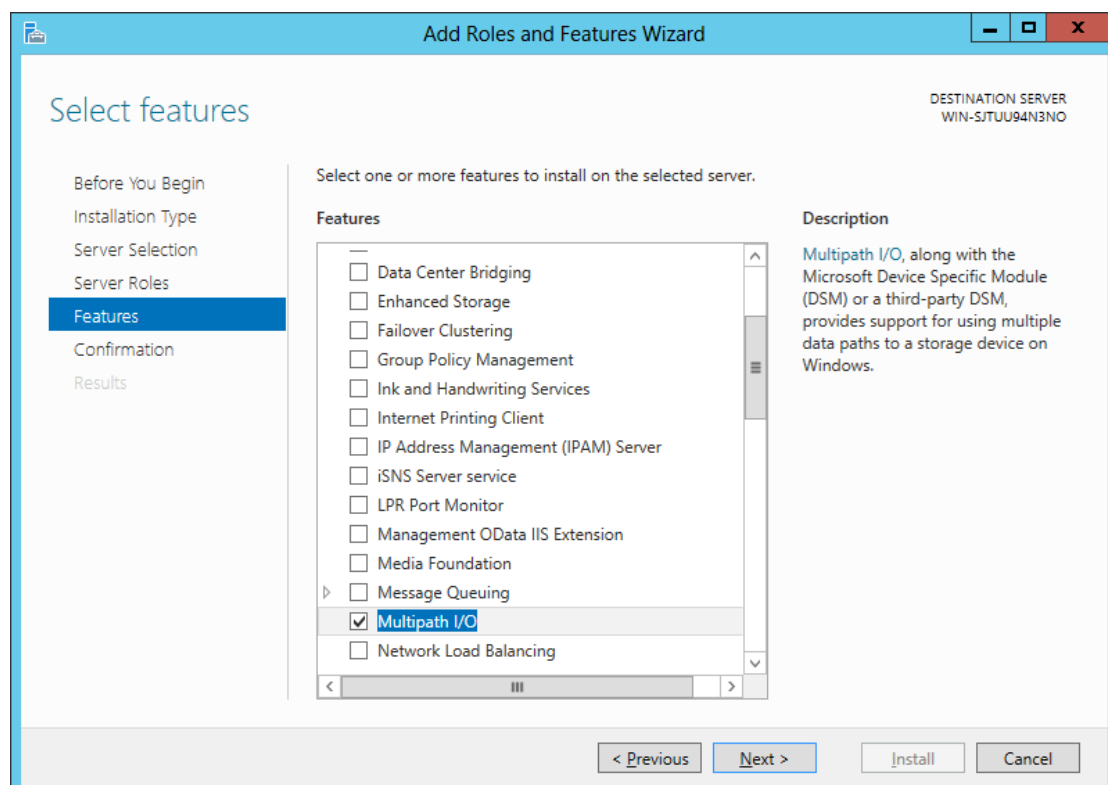 Add Roles and Features Wizard
Select features
DESTINATION SERVER
WIN-SJTUU94N3NO
Before You Begin
Installation Type
Server Selection
Server Roles
Features
Confirmation
Results
Select one or more features to install on the selected server.
Features
Data Center Bridging
Enhanced Storage
Failover Clustering
Group Policy Management
Ink and Handwriting Services
Internet Printing Client
IP Address Management (IPAM) Server
iSNS Server service
LPR Port Monitor
Management OData IIS Extension
Media Foundation
Message Queuing
Multipath I/O
Network Load Balancing
Description
Multipath I/O, along with the
Microsoft Device Specific Module
(DSM) or a third-party DSM,
provides support for using multiple
data paths to a storage device on
Windows.
< Previous
Next >
Install
Cancel